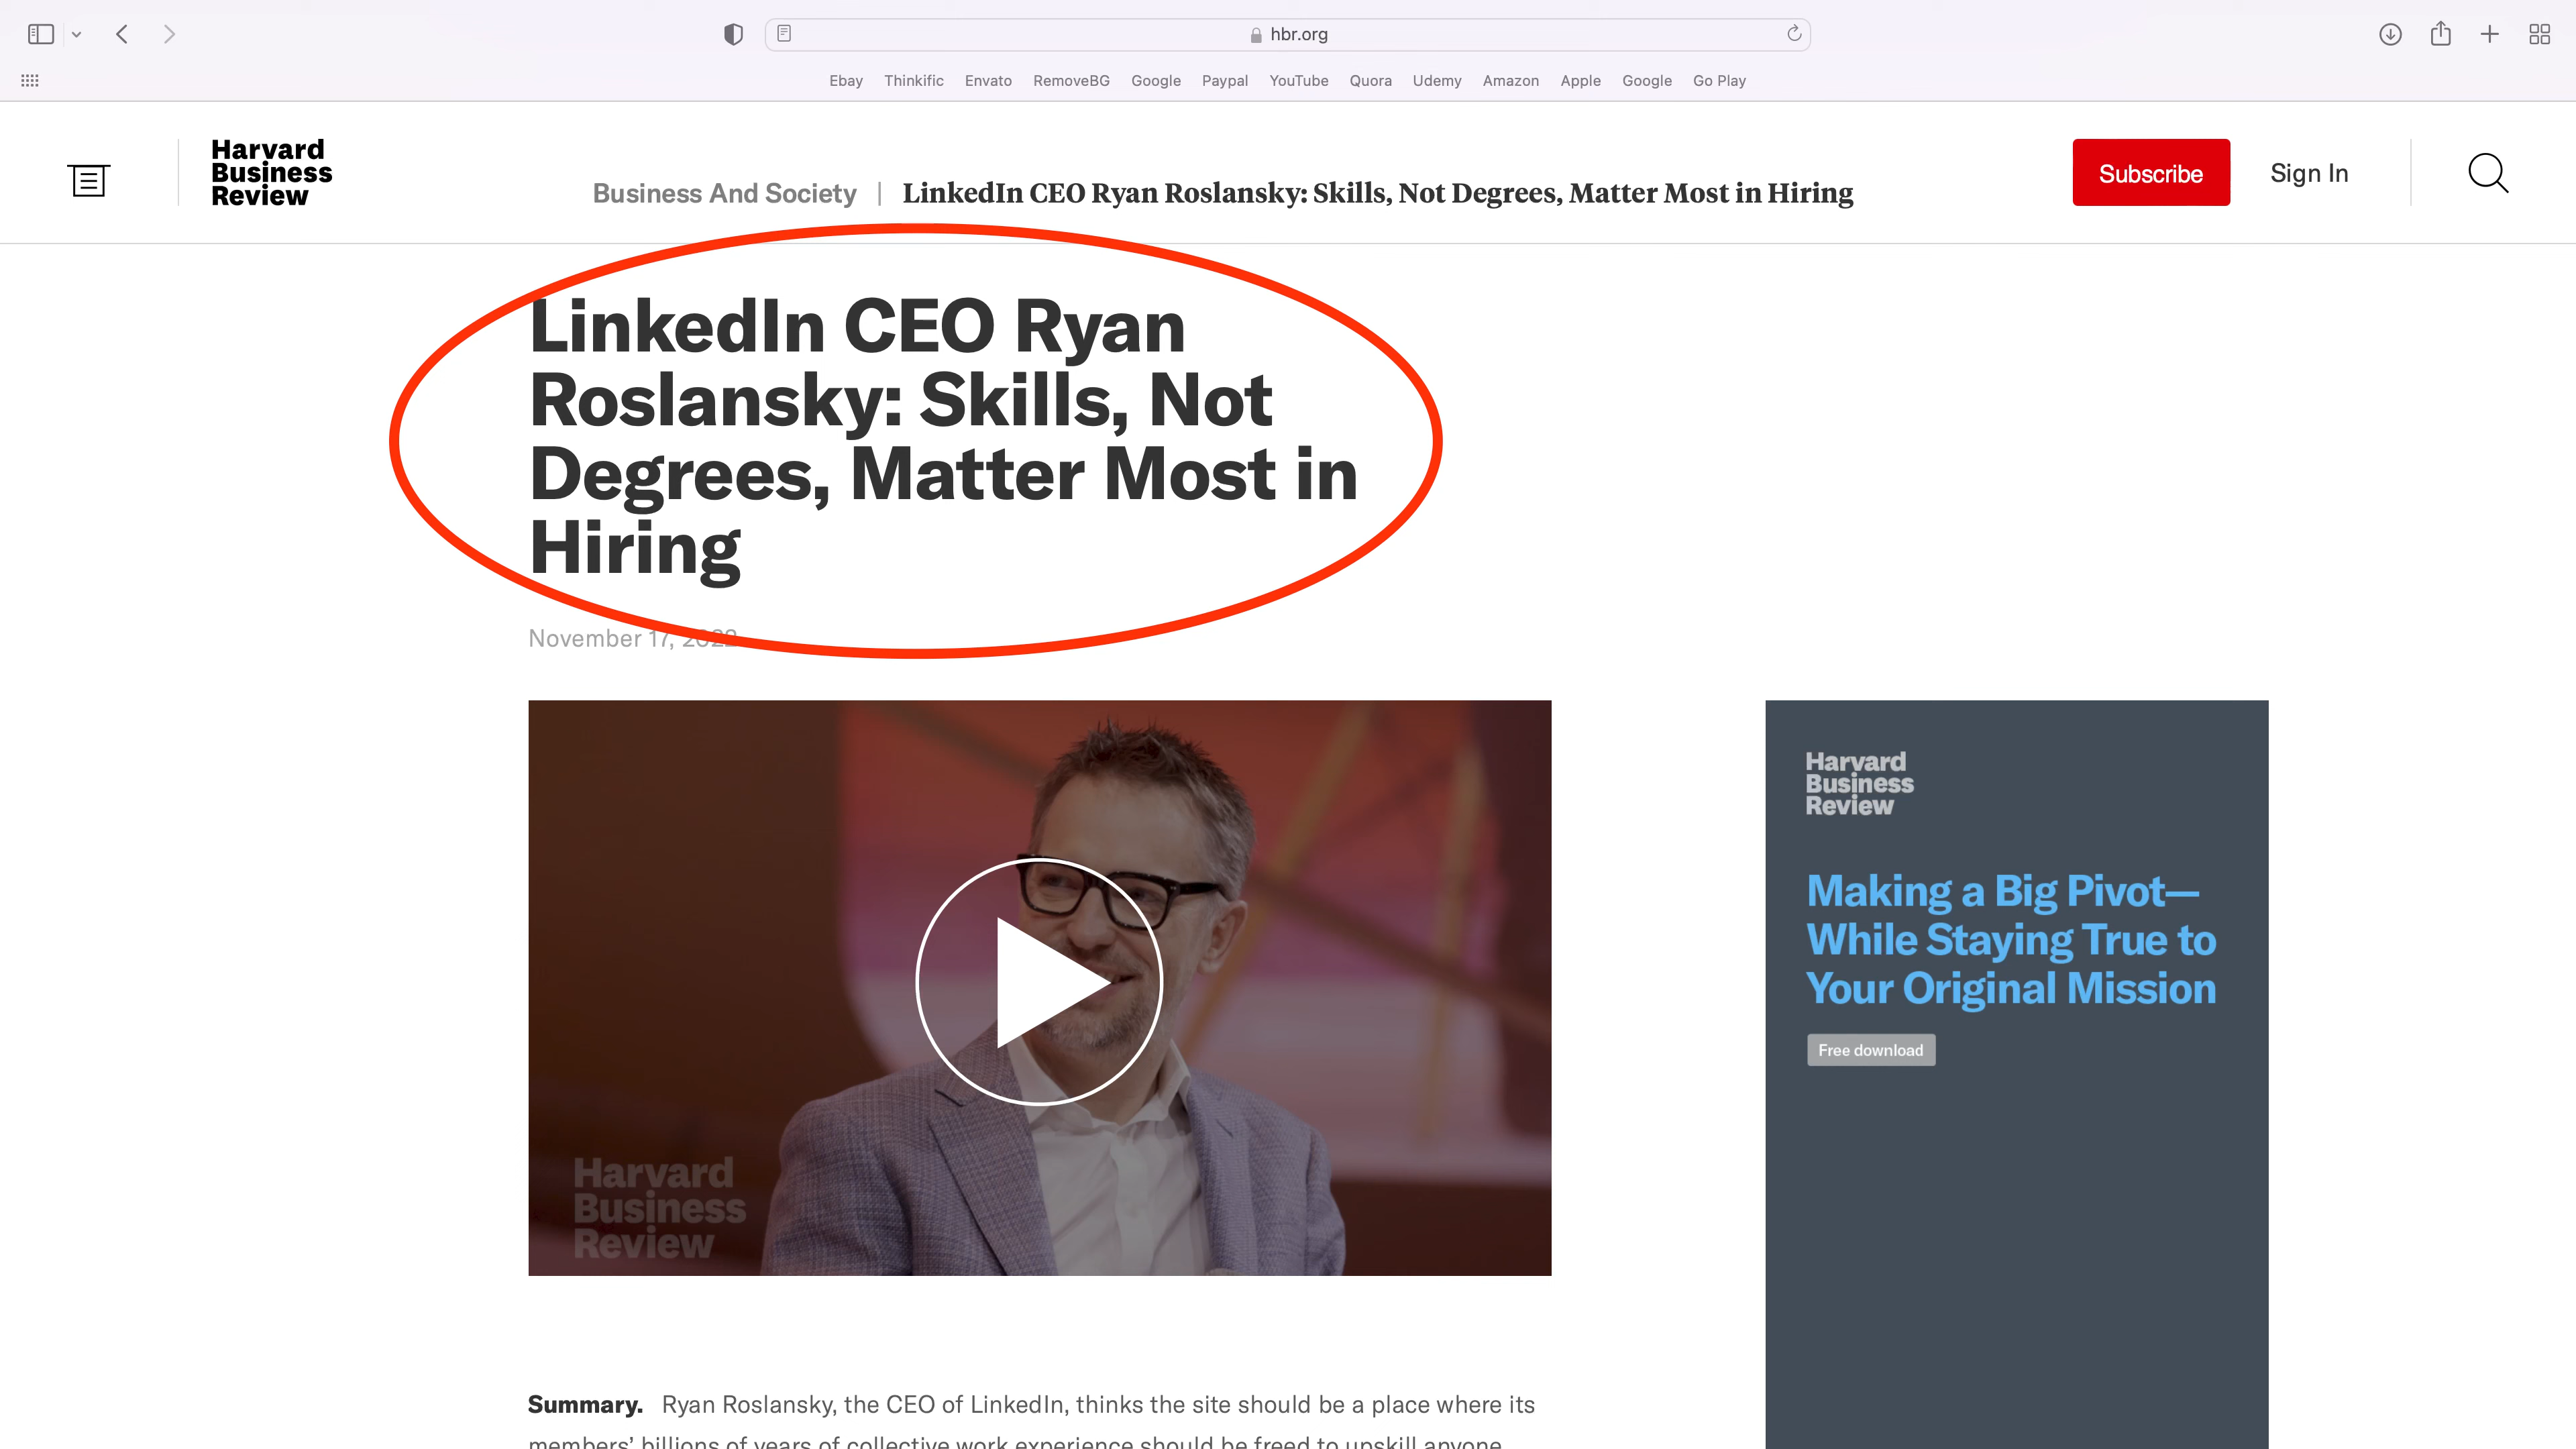 hbr.org
Ebay Thinkific Envato RemoveBG Google Paypal YouTube Quora Udemy Amazon Apple Google Go Play
Harvard
Business
Review
Business And Society | LinkedIn CEO Ryan Roslansky: Skills, Not Degrees, Matter Most in Hiring
Subscribe
Sign In
LinkedIn CEO Ryan
Roslansky: Skills, Not
Degrees, Matter Most in
Hiring
November 17, 2022
Harvard
Business
Review
Harvard
Business
Review
Making a Big Pivot—
While Staying True to
Your Original Mission
Free download
Summary. Ryan Roslansky, the CEO of LinkedIn, thinks the site should be a place where its
members’ billions of years of collective work experience should be freed to upskill anyone